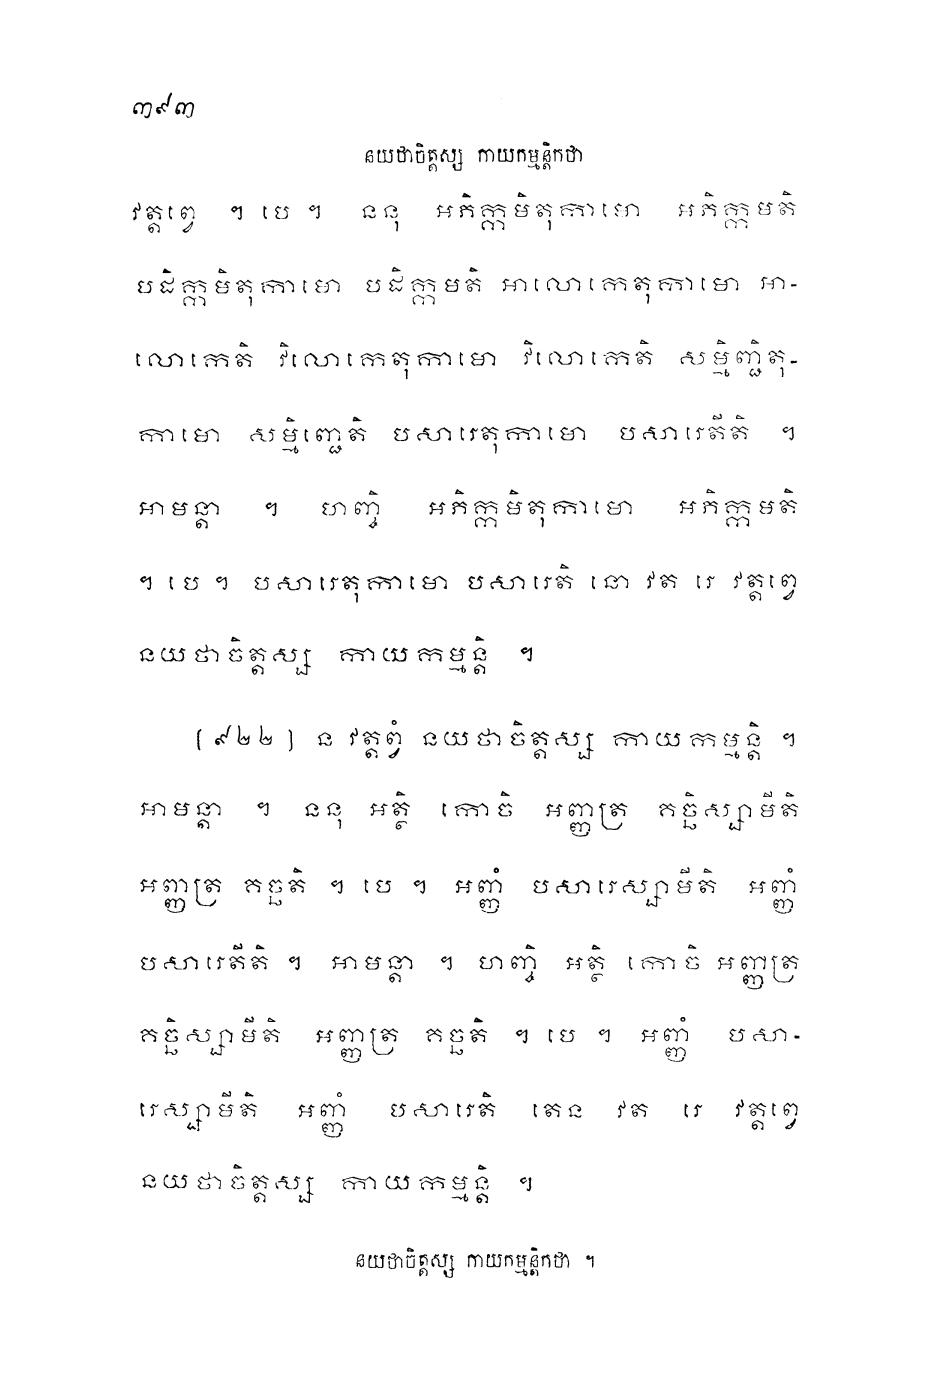 ៣៩៣
នយថាចិត្តស្ស កាយកម្មន្តិកថា
វត្តព្វេ ។ បេ ។ ននុ អភិក្កមិតុកាមោ អភិក្កមតិ
បដិក្កមិតុកាមោ បដិក្កមតិ អាលោកេតុកាមោ អា-
លោកេតិ វិលោកេតុកាមោ វិលោកេតិ សម្មិញ្ជិតុ-
កាមោ សម្មិញ្ជេតិ បសារេតុកាមោ បសារេតីតិ ។
អាមន្តា ។ ហញ្ចិ អភិក្កមិតុកាមោ អភិក្កមតិ
។ បេ ។ បសារេតុកាមោ បសារេតិ នោ វត រេ វត្តព្វេ
នយថាចិត្តស្ស កាយកម្មន្តិ ។
(៩២២) ន វត្តព្វំ នយថាចិត្តស្ស កាយកម្មន្តិ ។
អាមន្តា ។ ននុ អត្ថិ កោចិ អញ្ញត្រ គច្ឆិស្សាមីតិ
អញ្ញត្រ គច្ឆតិ ។ បេ ។ អញ្ញំ បសារេស្សាមីតិ អញ្ញំ
បសារេតីតិ ។ អាមន្តា ។ ហញ្ចិ អត្ថិ កោចិ អញ្ញត្រ
គច្ឆិស្សាមីតិ អញ្ញត្រ គច្ឆតិ ។ បេ ។ អញ្ញំ បសា-
រេស្សាមីតិ អញ្ញំ បសារេតិ តេន វត រេ វត្តព្វេ
នយថាចិត្តស្ស កាយកម្មន្តិ ។
នយថាចិត្តស្ស កាយកម្មន្តិកថា ។